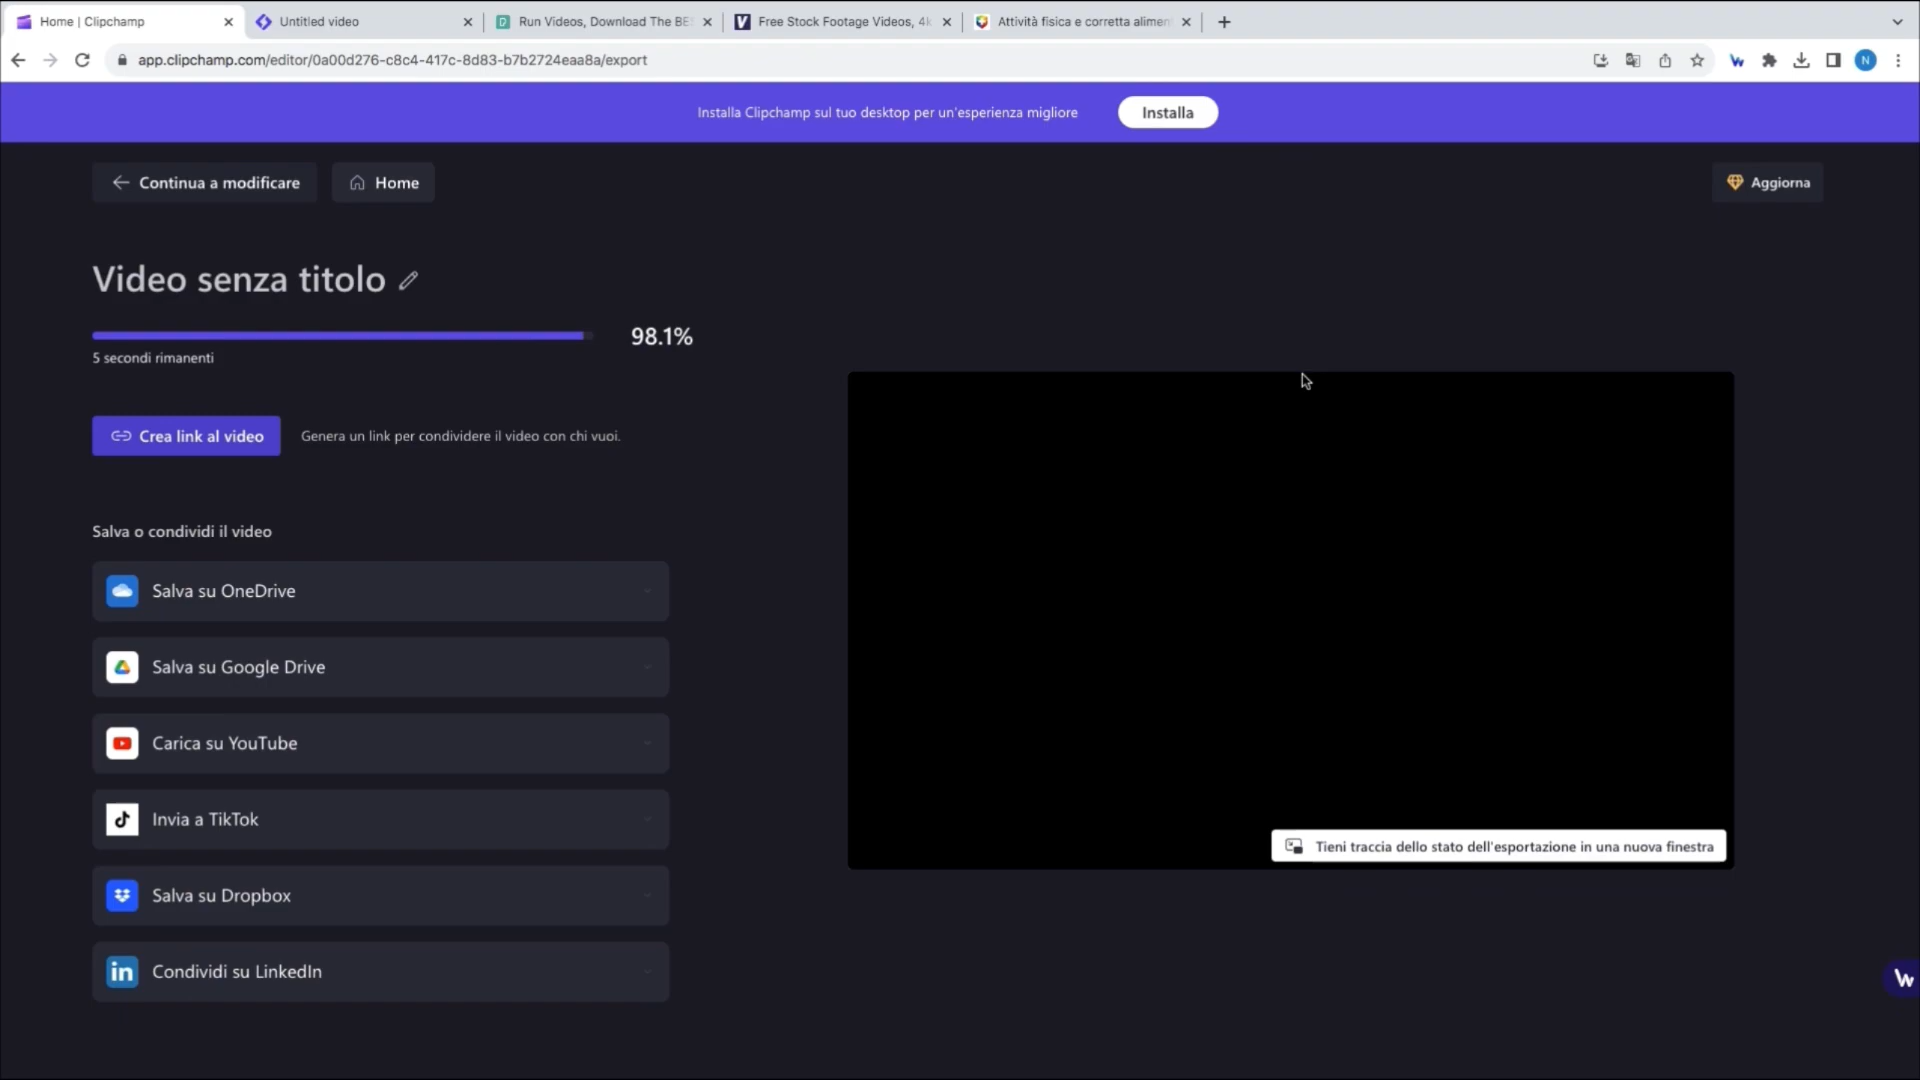 Home | Clipchamp
Untitled video
Run Videos, Download The BE
Free Stock Footage Videos, 4k
Attività fisica e corretta alimen
app.clipchamp.com/editor/0a00d276-c8c4-417c-8d83-b7b2724eaa8a/export
N
Installa Clipchamp sul tuo desktop per un'esperienza migliore
Installa
Continua a modificare
Home
Aggiorna
Video senza titolo
98.1%
5 secondi rimanenti
Crea link al video
Genera un link per condividere il video con chi vuoi.
Salva o condividi il video
Salva su OneDrive
Salva su Google Drive
Carica su YouTube
Invia a TikTok
Tieni traccia dello stato dell'esportazione in una nuova finestra
Salva su Dropbox
in Condividi su LinkedIn